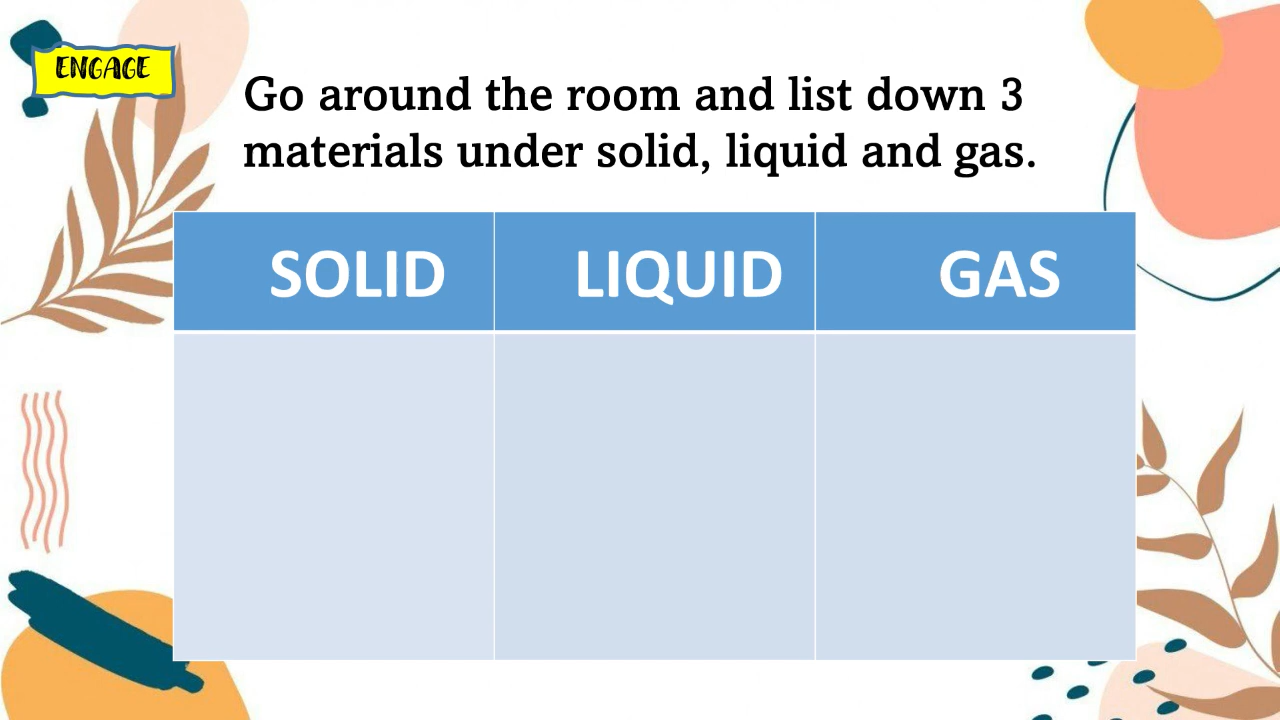 ENGAGE
Go around the room and list down 3
materials under solid, liquid and gas.
SOLID
LIQUID
GAS